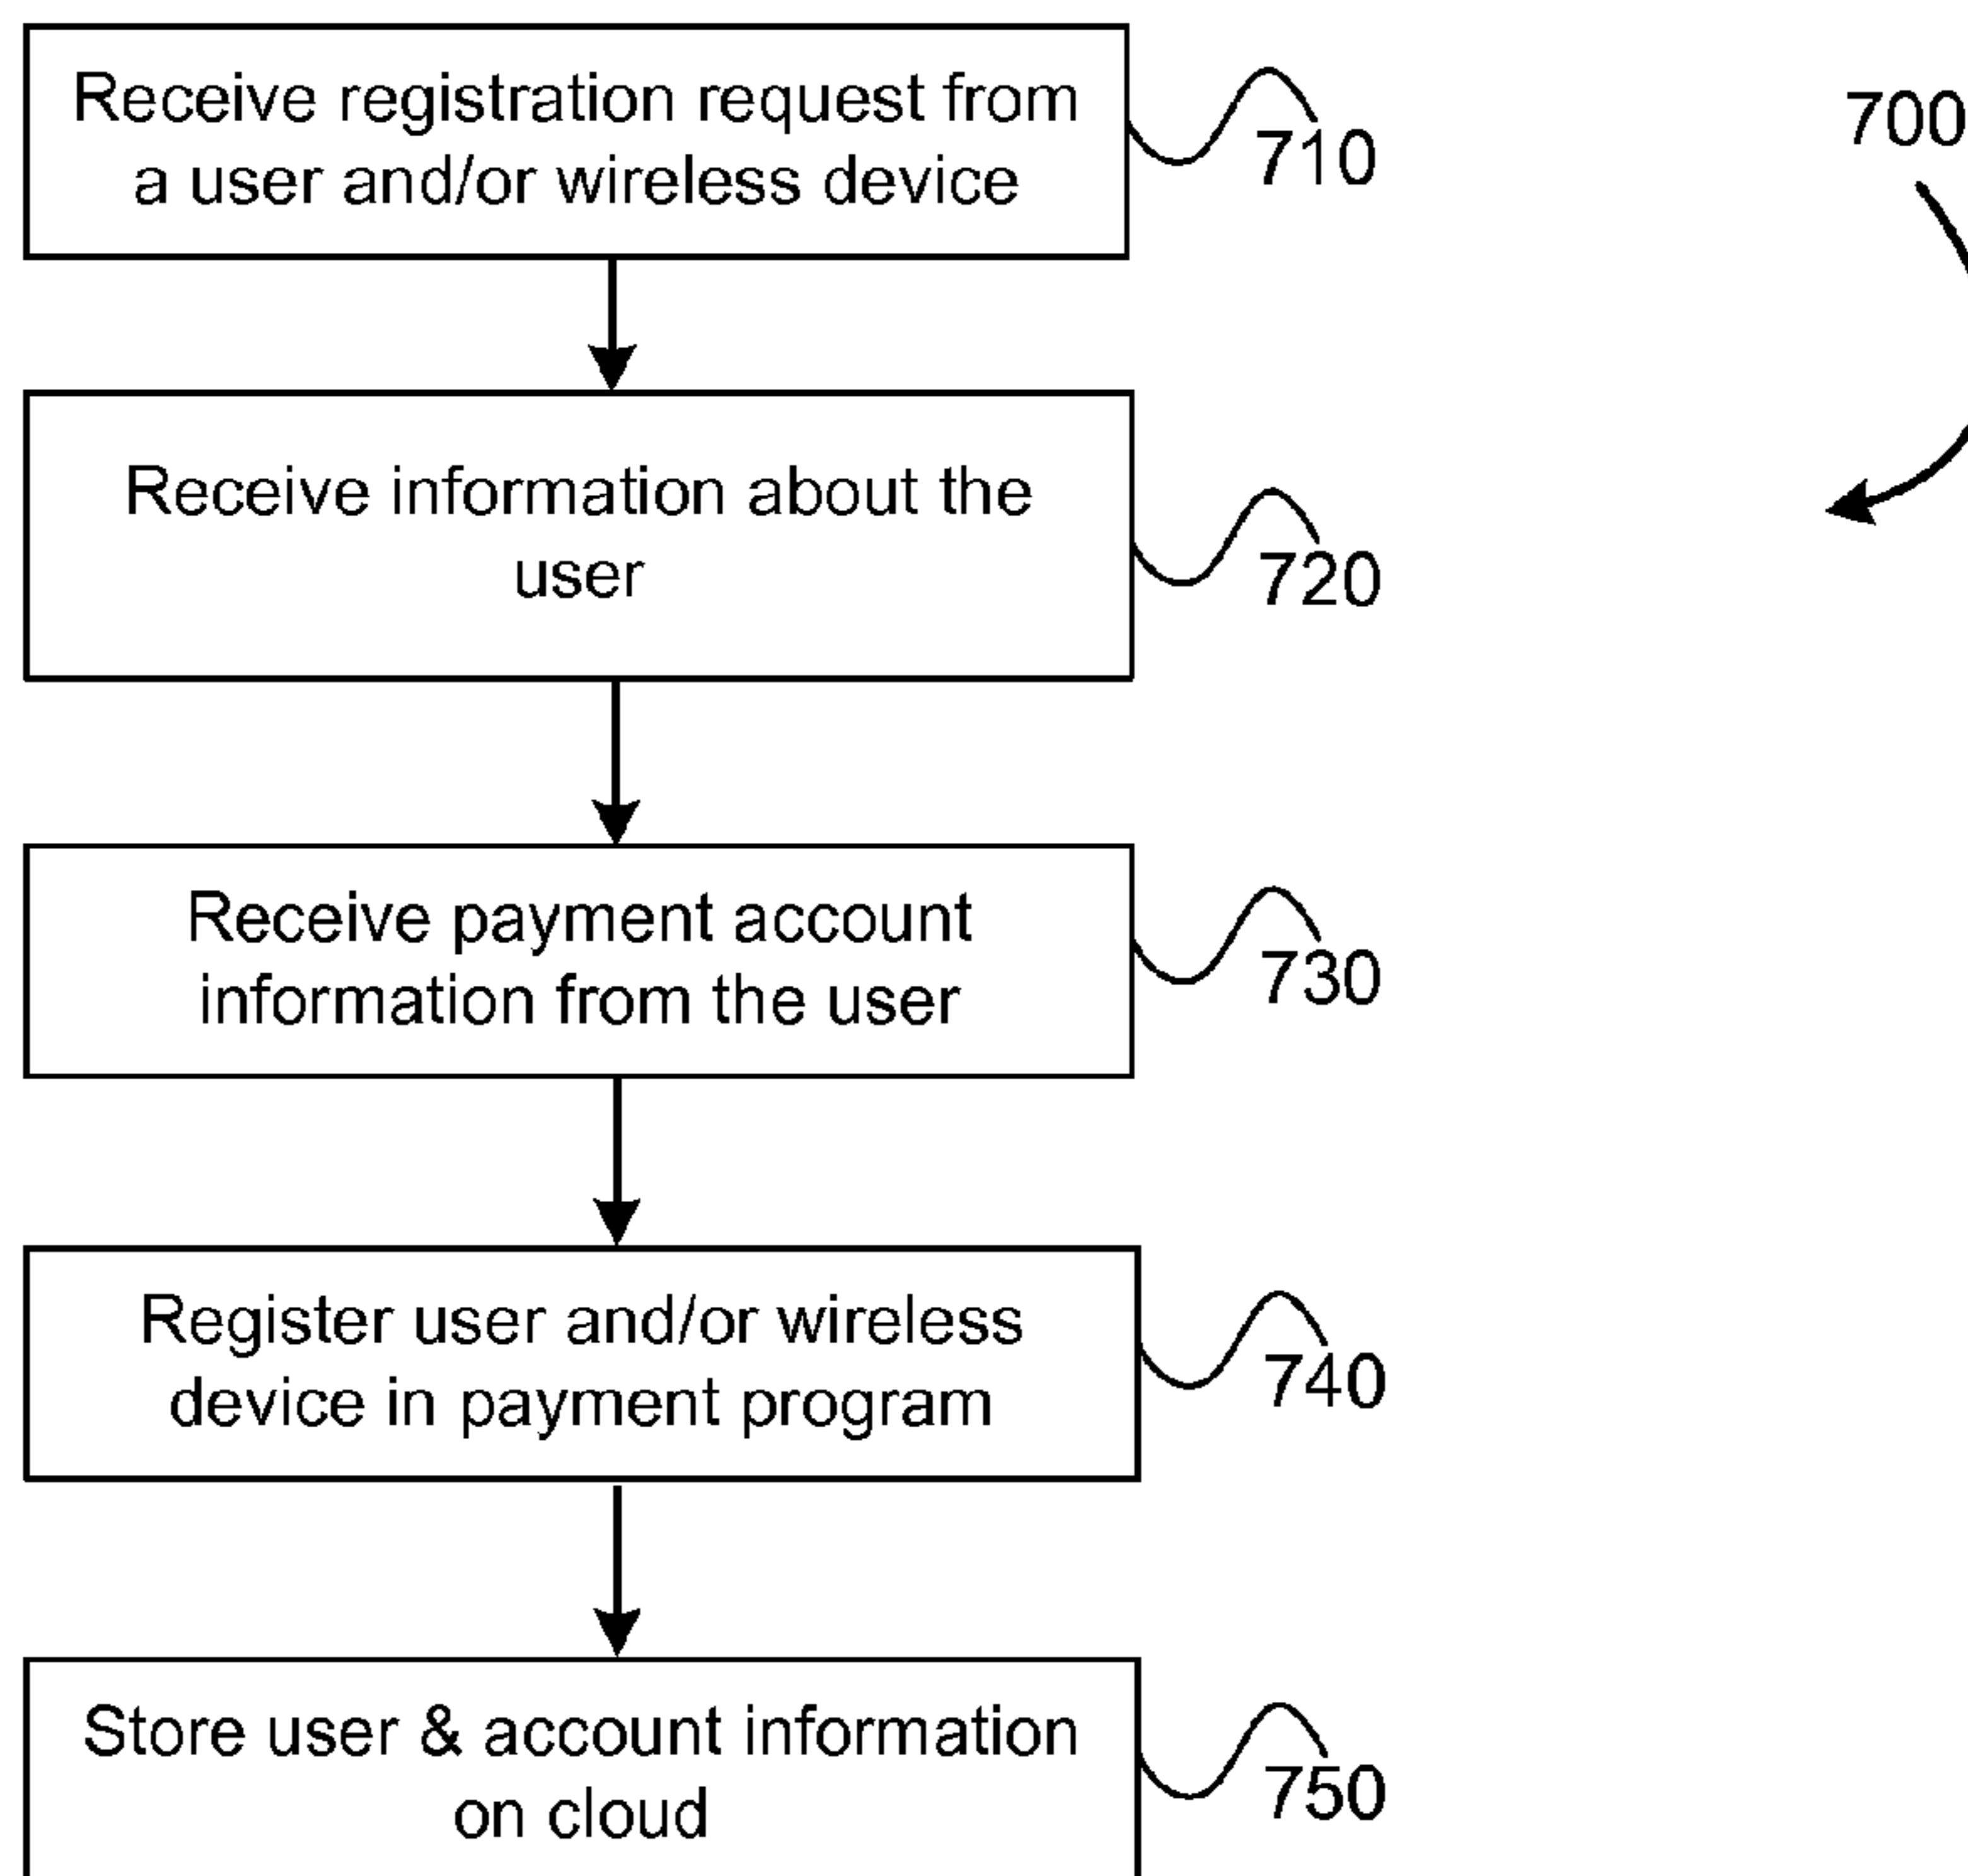 Receive registration request from
a user and/or wireless device
710
700
Receive information about the
user
720
Receive payment account
information from the user
730
Register user and/or wireless
device in payment program
740
Store user & account information
on cloud
750